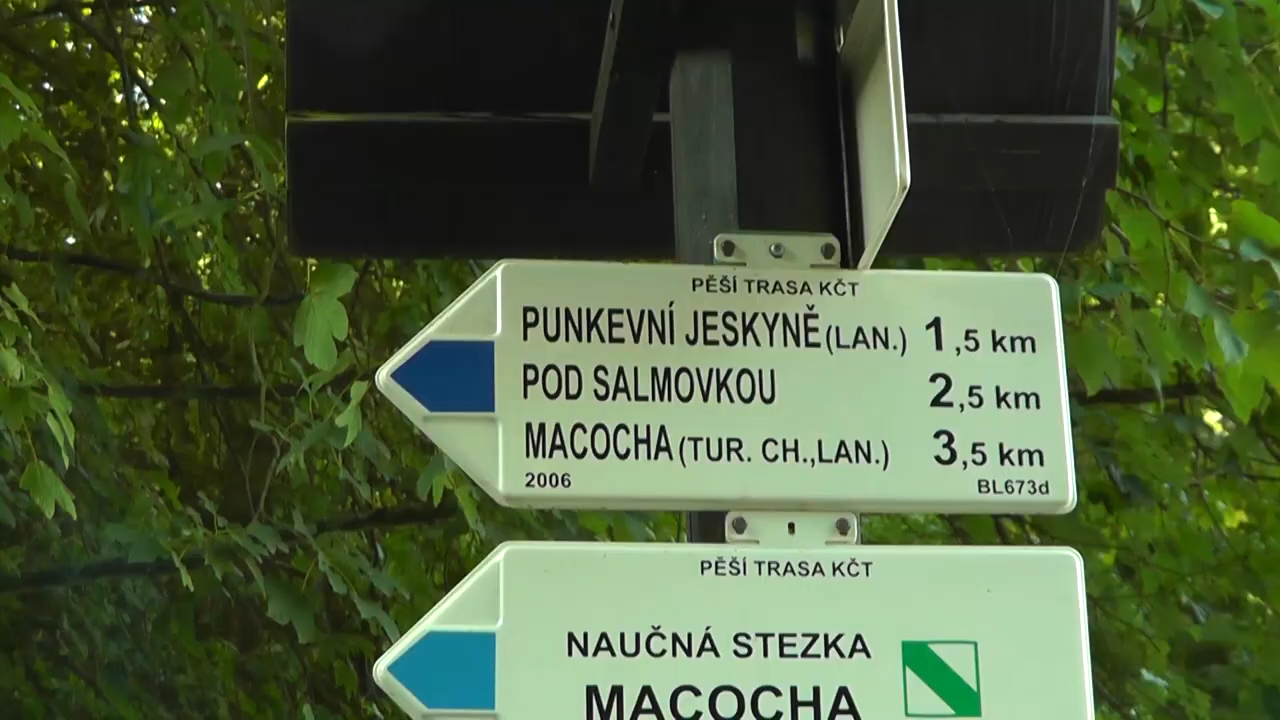 PĚŠÍ TRASA KČT
PUNKEVNÍ JESKYNĚ (LAN.) 1,5 km
POD SALMOVKOU 2,5 km
MACOCHA (TUR. CH.,LAN.) 3,5 km
2006 BL673d
PĚŠÍ TRASA KČT
NAUČNÁ STEZKA
MACOCHA